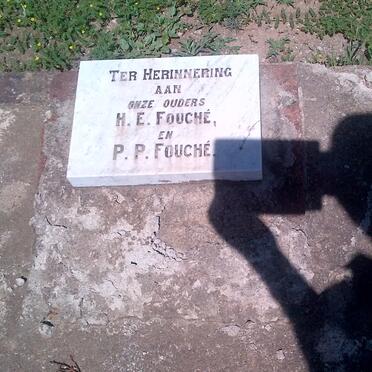 Ter Herinnering
aan
onze ouders
H. E. Fouché,
en
P. P. Fouché.